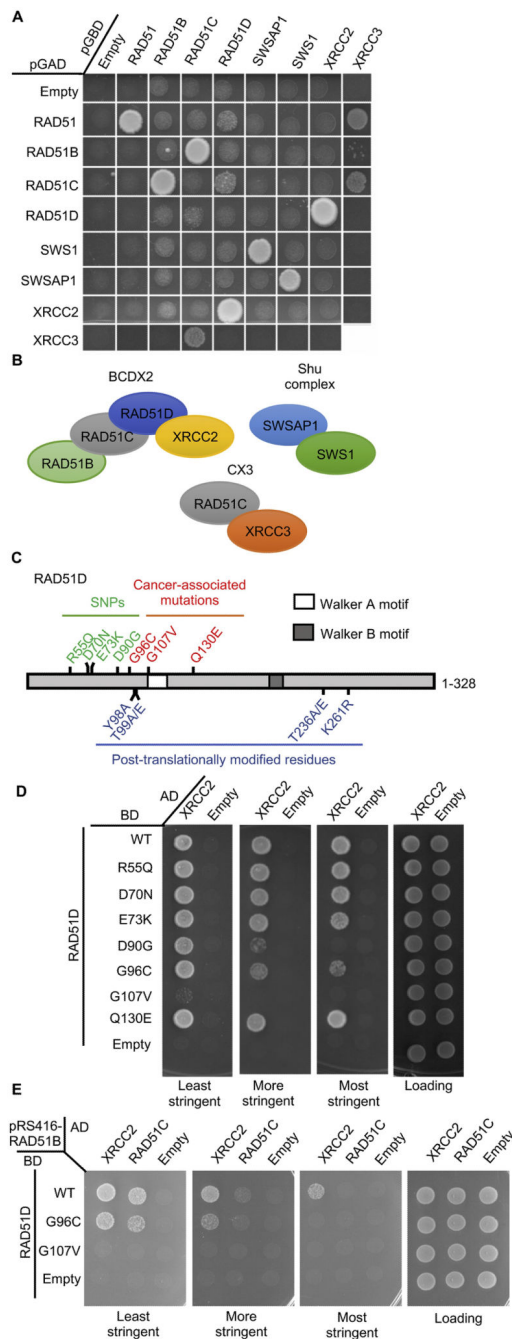 A
pGBD
Empty
RAD51
RAD51B
RAD51C
RAD51D
SWSAP1
SWS1
XRCC2
XRCC3
pGAD
Empty
RAD51
RAD51B
RAD51C
RAD51D
SWS1
SWSAP1
XRCC2
XRCC3
B
BCDX2
Shu
complex
RAD51D
RAD51C
XRCC2
RAD51B
SWSAP1
SWS1
CX3
RAD51C
XRCC3
C
RAD51D
SNPs
Cancer-associated
mutations
Walker A motif
Walker B motif
R55Q
D70N
E73K
D90G
G96C
G107V
Q130E
1-328
Y98A
T99A/E
T236A/E
K261R
Post-translationally modified residues
D
AD
XRCC2
Empty
XRCC2
Empty
XRCC2
Empty
XRCC2
Empty
BD
RAD51D
WT
R55Q
D70N
E73K
D90G
G96C
G107V
Q130E
Empty
Least
stringent
More
stringent
Most
stringent
Loading
E
pRS416-
RAD51B
AD
XRCC2
RAD51C
Empty
XRCC2
RAD51C
Empty
XRCC2
RAD51C
Empty
XRCC2
RAD51C
Empty
BD
RAD51D
WT
G96C
G107V
Empty
Least
stringent
More
stringent
Most
stringent
Loading